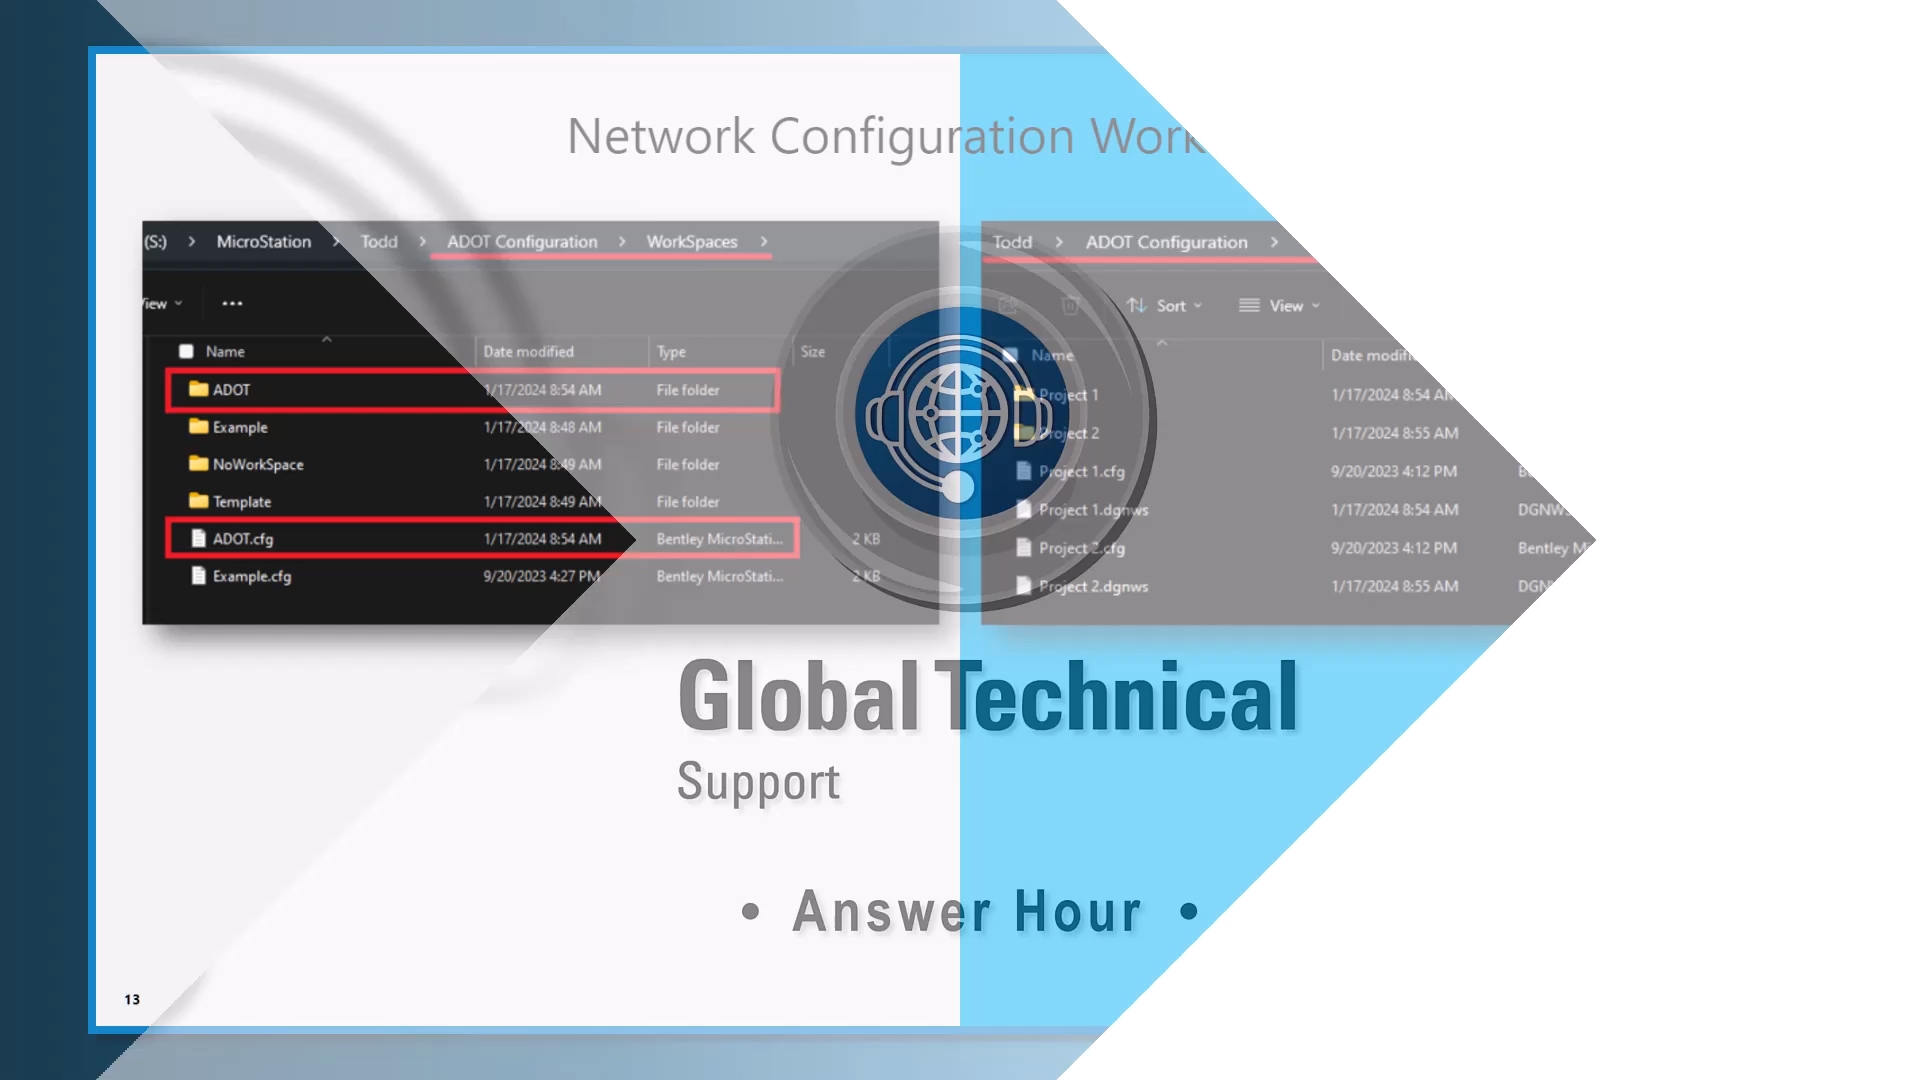 Network Configuration Work
(S:) > MicroStation > Todd > ADOT Configuration > WorkSpaces >
View
Name Date modified Type Size
ADOT 1/17/2024 8:54 AM File folder
Example 1/17/2024 8:48 AM File folder
NoWorkSpace 1/17/2024 8:49 AM File folder
Template 1/17/2024 8:49 AM File folder
ADOT.cfg 1/17/2024 8:54 AM Bentley MicroStati... 2 KB
Example.cfg 9/20/2023 4:27 PM Bentley MicroStati... 2 KB
Todd > ADOT Configuration >
Sort View
Name Date modifi
Project 1 1/17/2024 8:54 AM
Project 2 1/17/2024 8:55 AM
Project 1.cfg 9/20/2023 4:12 PM
Project 1.dgnws 1/17/2024 8:54 AM DGNWS
Project 2.cfg 9/20/2023 4:12 PM Bentley M
Project 2.dgnws 1/17/2024 8:55 AM DGN
Global Technical
Support
• Answer Hour •
13